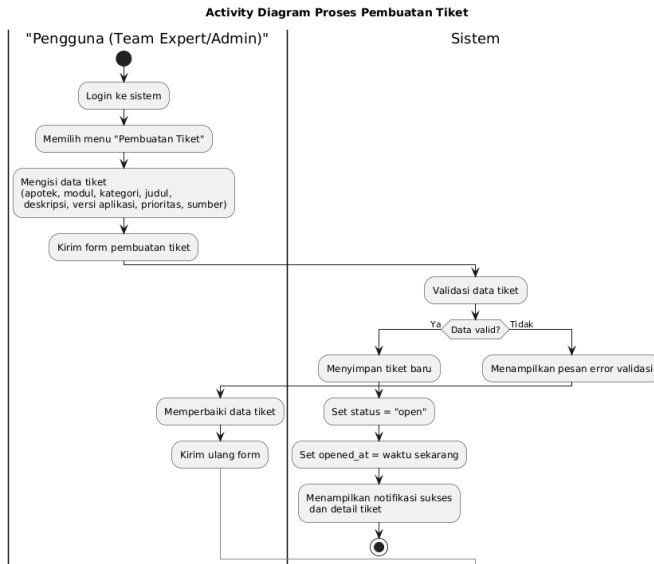 Activity Diagram Proses Pembuatan Tiket
"Pengguna (Team Expert/Admin)"
Sistem
Login ke sistem
Memilih menu "Pembuatan Tiket"
Mengisi data tiket
(apotek, modul, kategori, judul,
deskripsi, versi aplikasi, prioritas, sumber)
Kirim form pembuatan tiket
Validasi data tiket
Ya
Data valid?
Tidak
Menyimpan tiket baru
Menampilkan pesan error validasi
Memperbaiki data tiket
Set status = "open"
Kirim ulang form
Set opened_at = waktu sekarang
Menampilkan notifikasi sukses
dan detail tiket